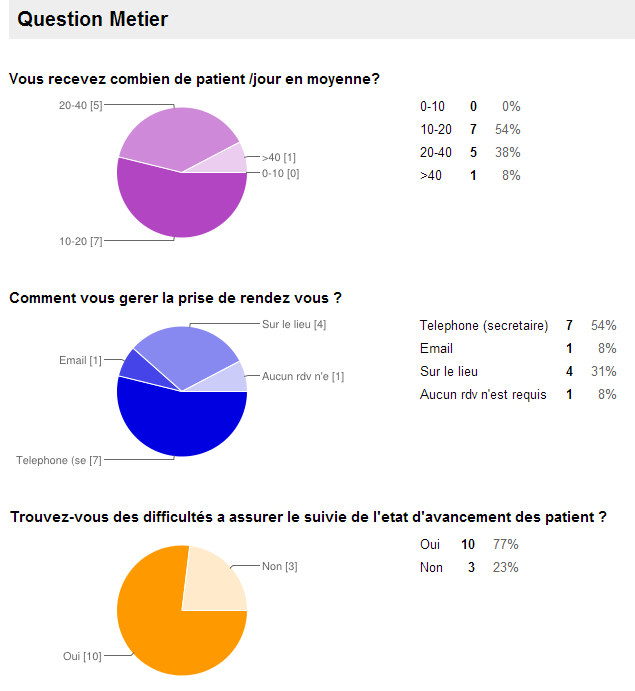 Question Metier
Vous recevez combien de patient /jour en moyenne?
20-40 [5]
>40 [1]
0-10 [0]
10-20 [7]
0-10 0 0%
10-20 7 54%
20-40 5 38%
>40 1 8%
Comment vous gerer la prise de rendez vous ?
Sur le lieu [4]
Email [1]
Aucun rdv n'e [1]
Telephone (se [7]
Telephone (secretaire) 7 54%
Email 1 8%
Sur le lieu 4 31%
Aucun rdv n'est requis 1 8%
Trouvez-vous des difficultés a assurer le suivie de l'etat d'avancement des patient ?
Non [3]
Oui [10]
Oui 10 77%
Non 3 23%